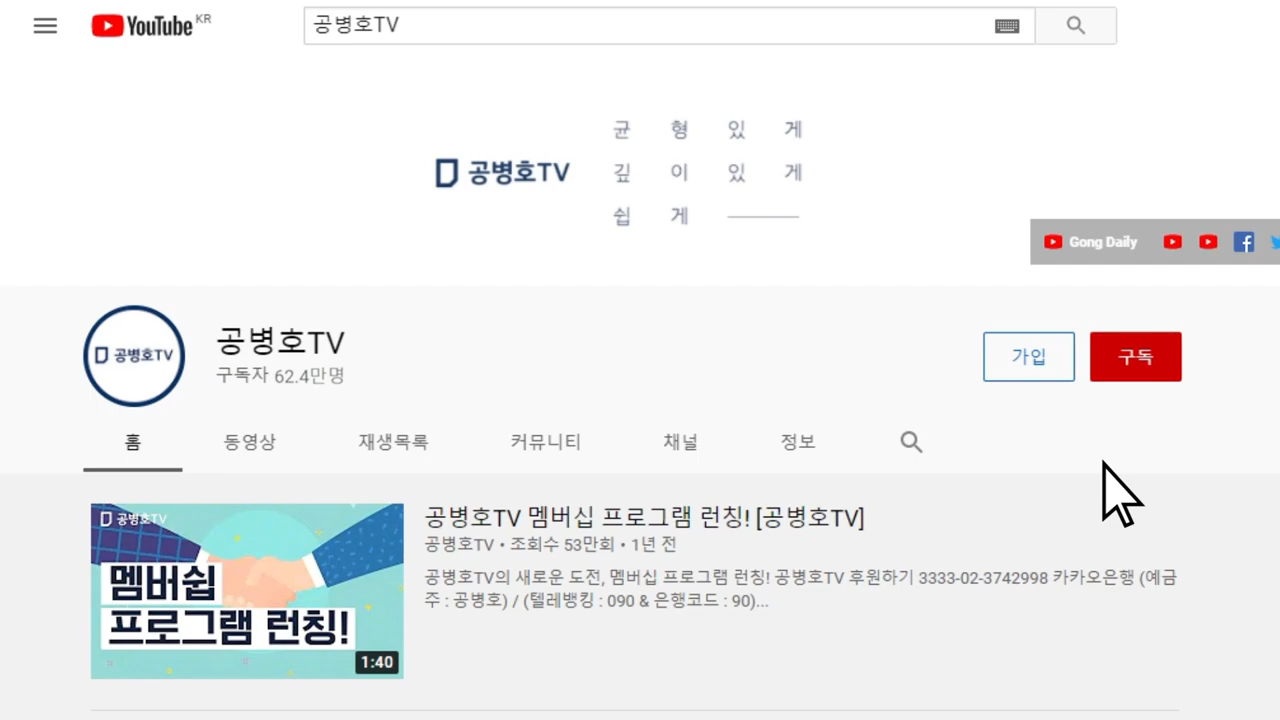 YouTube KR
공병호TV
공병호TV
균형있게
깊이있게
쉽게
Gong Daily
공병호TV
공병호TV
구독자 62.4만명
가입
구독
홈 동영상 재생목록 커뮤니티 채널 정보
공병호TV
멤버쉽
프로그램 런칭!
1:40
공병호TV 멤버십 프로그램 런칭! [공병호TV]
공병호TV • 조회수 53만회 • 1년 전
공병호TV의 새로운 도전, 멤버십 프로그램 런칭! 공병호TV 후원하기 3333-02-3742998 카카오은행 (예금
주 : 공병호) / (텔레뱅킹 : 090 & 은행코드 : 90)...